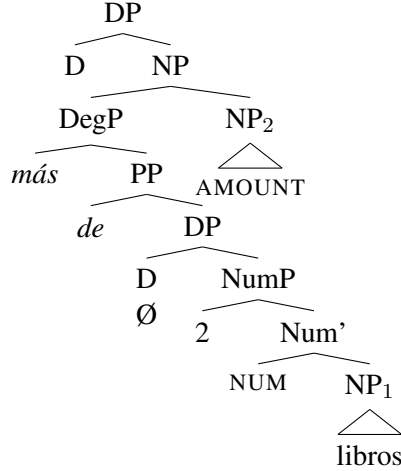 DP
D NP
DegP NP₂
más PP AMOUNT
de DP
D NumP
Ø 2 Num'
NUM NP₁
libros